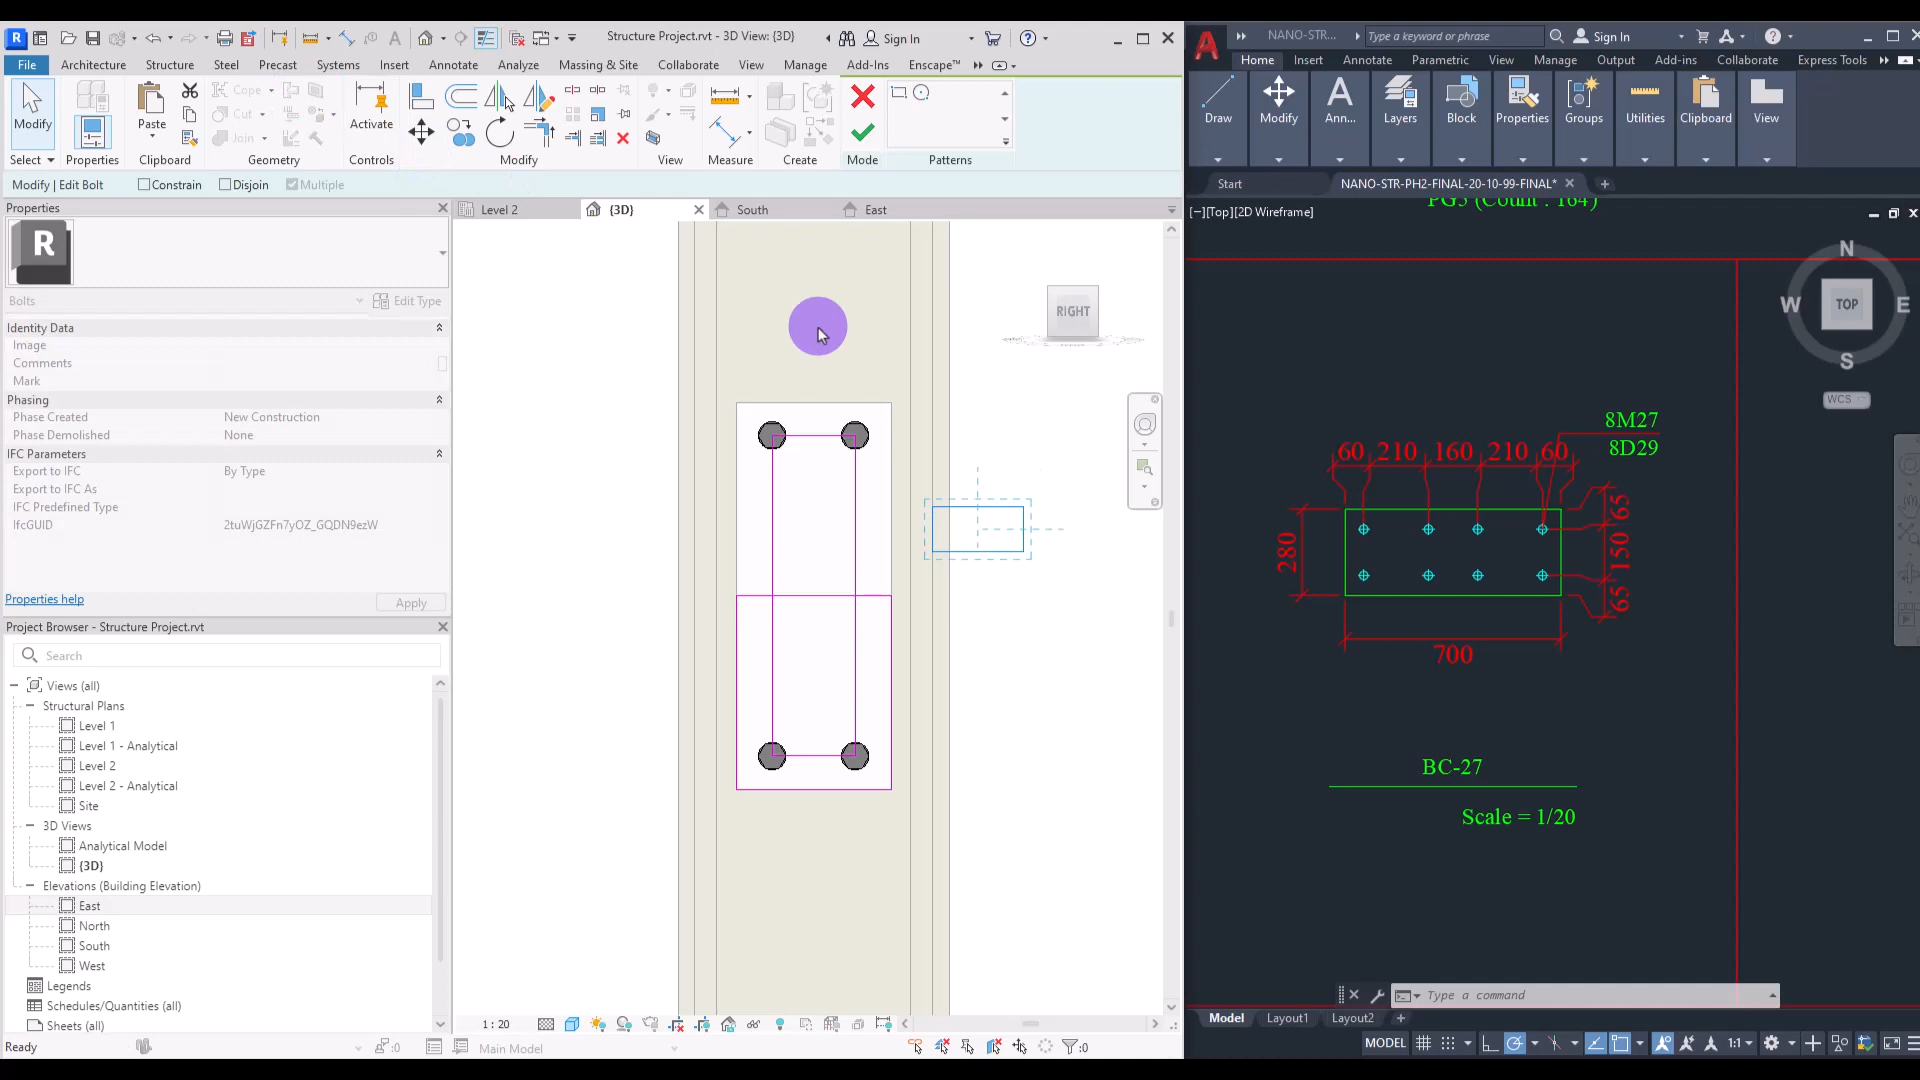 Structure Project.rvt - 3D View: {3D}
Sign In
NANO-STR...
Type a keyword or phrase
Sign In
File
Architecture
Structure
Steel
Precast
Systems
Insert
Annotate
Analyze
Massing & Site
Collaborate
View
Manage
Add-Ins
Enscape™
Home
Insert
Annotate
Parametric
View
Manage
Output
Add-ins
Collaborate
Express Tools
Modify
Paste
Cope
Cut
Join
Activate
Draw
Modify
Ann...
Layers
Block
Properties
Groups
Utilities
Clipboard
View
Select
Properties
Clipboard
Geometry
Controls
Modify
View
Measure
Create
Mode
Patterns
Modify | Edit Bolt
Constrain
Disjoin
Multiple
Start
NANO-STR-PH2-FINAL-20-10-99-FINAL*
Properties
Level 2
{3D}
South
East
PG5 (Count : 164)
[−][Top][2D Wireframe]
R
Bolts
Edit Type
Identity Data
Image
Comments
Mark
Phasing
Phase Created New Construction
Phase Demolished None
IFC Parameters
Export to IFC By Type
Export to IFC As
IFC Predefined Type
IfcGUID 2tuWjGZFn7yOZ_GQDN9ezW
Properties help
Apply
RIGHT
N
W
TOP
E
S
WCS
8M27
8D29
60 210 160 210 60
65
150
65
280
700
BC-27
Scale = 1/20
Project Browser - Structure Project.rvt
Search
Views (all)
Structural Plans
Level 1
Level 1 - Analytical
Level 2
Level 2 - Analytical
Site
3D Views
Analytical Model
{3D}
Elevations (Building Elevation)
East
North
South
West
Legends
Schedules/Quantities (all)
Sheets (all)
1 : 20
Type a command
Model
Layout1
Layout2
Ready
:0
Main Model
:0
MODEL
1:1